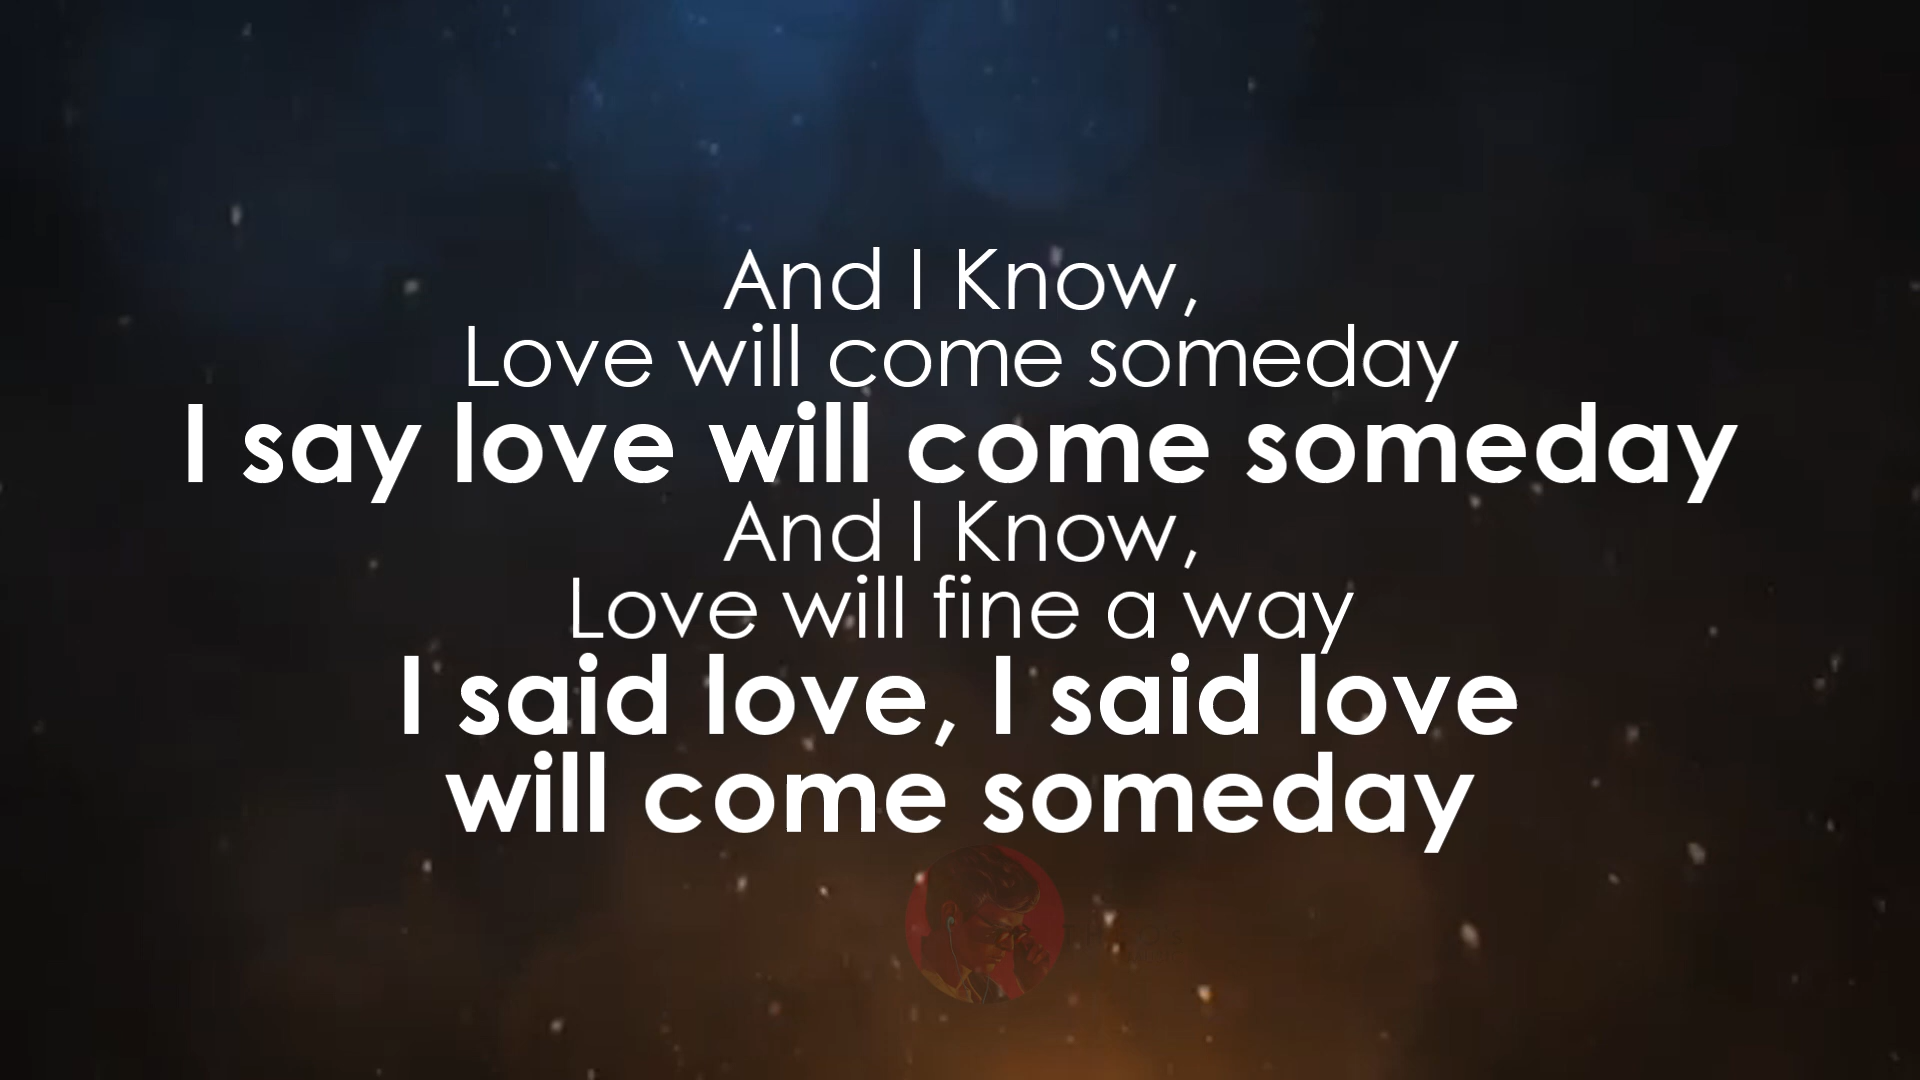 And I Know,
Love will come someday
I say love will come someday
And I Know,
Love will fine a way
I said love, I said love
will come someday